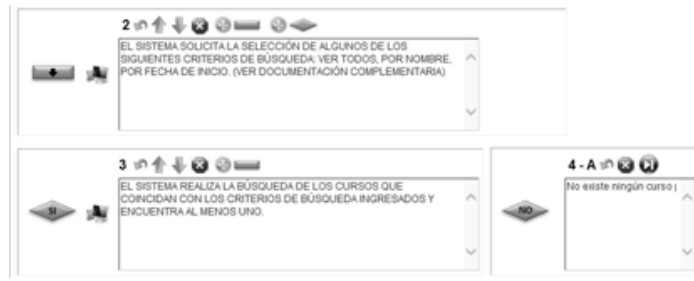 2
EL SISTEMA SOLICITA LA SELECCIÓN DE ALGUNOS DE LOS
SIGUIENTES CRITERIOS DE BÚSQUEDA: VER TODOS, POR NOMBRE,
POR FECHA DE INICIO. (VER DOCUMENTACIÓN COMPLEMENTARIA)
3
SI
EL SISTEMA REALIZA LA BÚSQUEDA DE LOS CURSOS QUE
COINCIDAN CON LOS CRITERIOS DE BÚSQUEDA INGRESADOS Y
ENCUENTRA AL MENOS UNO.
4 - A
NO
No existe ningún curso